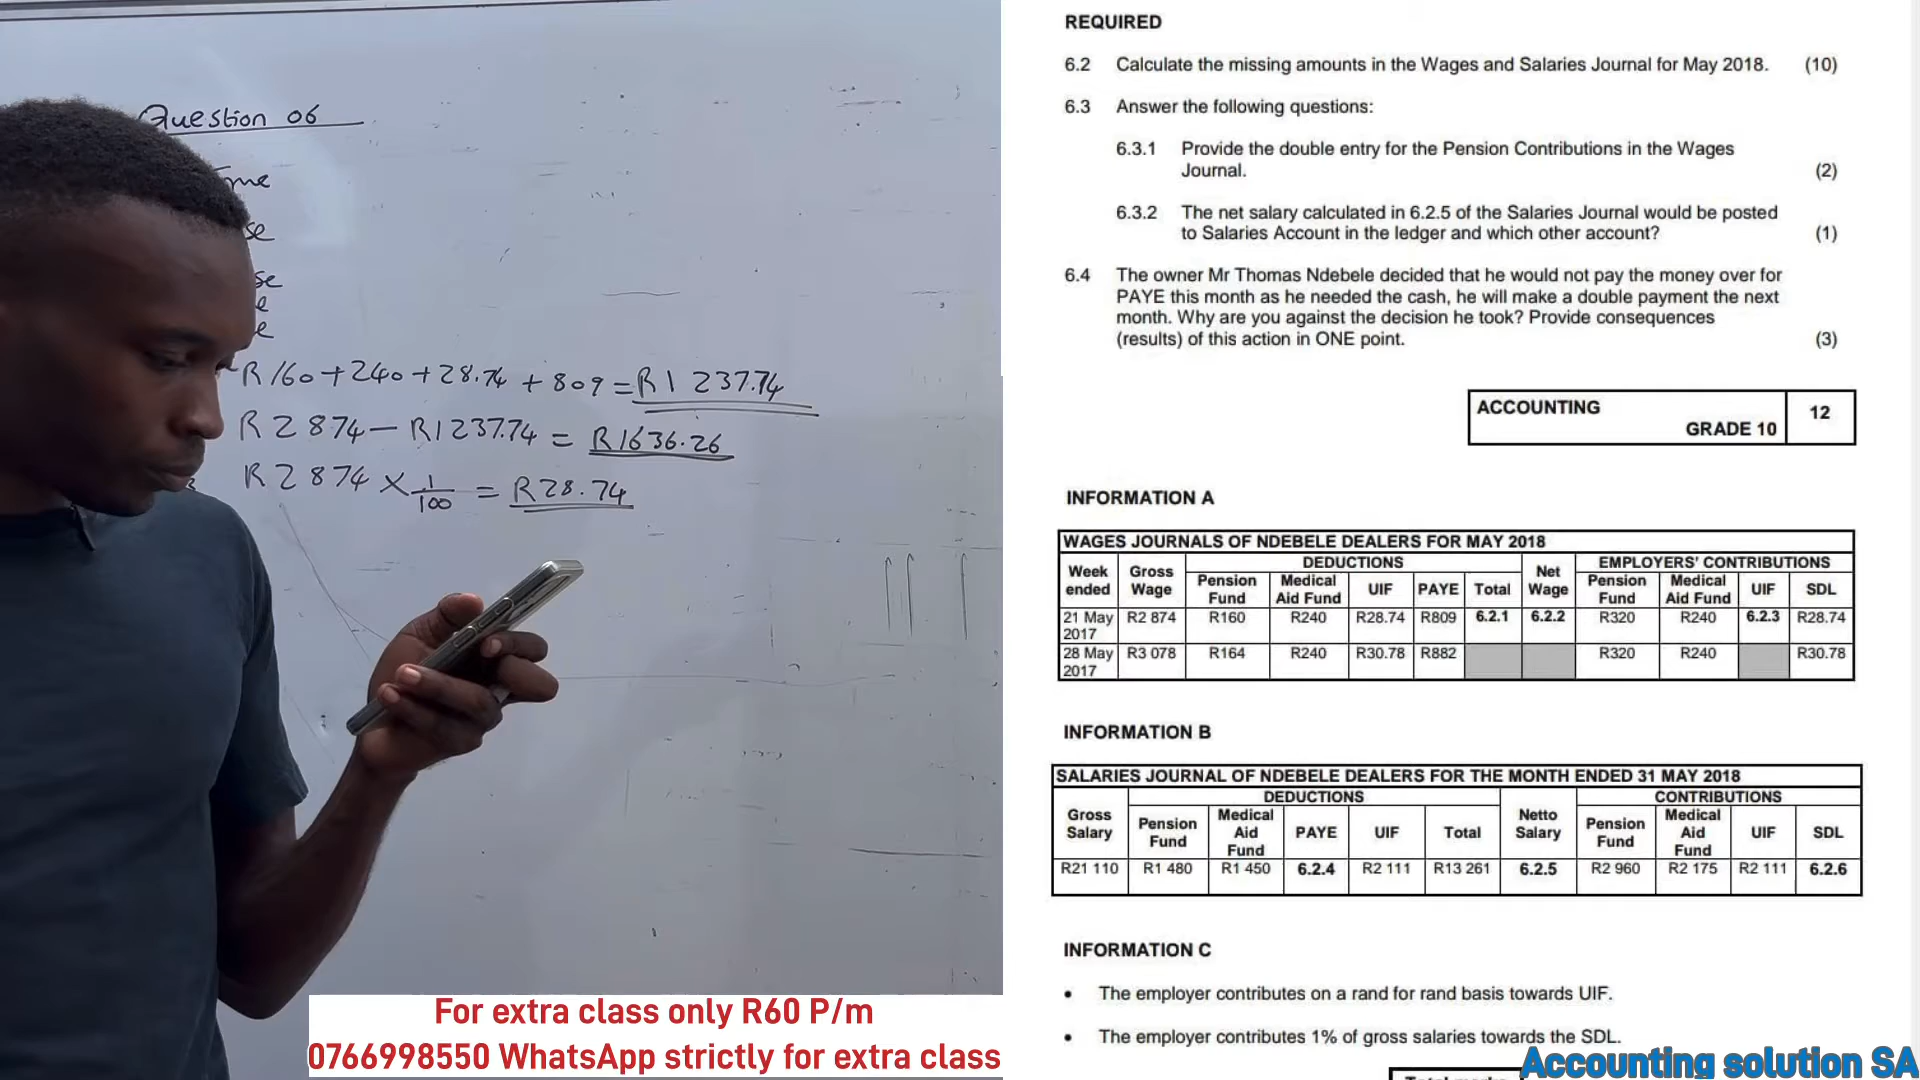 Question 06
me
se
se
e
e
R160+240+28.74+809=R1 237.74
R2 874-R1237.74=R1636.26
R2 874×1/100=R28.74
For extra class only R60 P/m
0766998550 WhatsApp strictly for extra class
REQUIRED
6.2 Calculate the missing amounts in the Wages and Salaries Journal for May 2018. (10)
6.3 Answer the following questions:
6.3.1 Provide the double entry for the Pension Contributions in the Wages
Journal. (2)
6.3.2 The net salary calculated in 6.2.5 of the Salaries Journal would be posted
to Salaries Account in the ledger and which other account? (1)
6.4 The owner Mr Thomas Ndebele decided that he would not pay the money over for
PAYE this month as he needed the cash, he will make a double payment the next
month. Why are you against the decision he took? Provide consequences
(results) of this action in ONE point. (3)
ACCOUNTING
GRADE 10
12
INFORMATION A
WAGES JOURNALS OF NDEBELE DEALERS FOR MAY 2018
DEDUCTIONS EMPLOYERS' CONTRIBUTIONS
Week ended Gross Wage Pension Fund Medical Aid Fund UIF PAYE Total Net Wage Pension Fund Medical Aid Fund UIF SDL
21 May 2017 R2 874 R160 R240 R28.74 R809 6.2.1 6.2.2 R320 R240 6.2.3 R28.74
28 May 2017 R3 078 R164 R240 R30.78 R882 R320 R240 R30.78
INFORMATION B
SALARIES JOURNAL OF NDEBELE DEALERS FOR THE MONTH ENDED 31 MAY 2018
DEDUCTIONS CONTRIBUTIONS
Gross Salary Pension Fund Medical Aid Fund PAYE UIF Total Netto Salary Pension Fund Medical Aid Fund UIF SDL
R21 110 R1 480 R1 450 6.2.4 R2 111 R13 261 6.2.5 R2 960 R2 175 R2 111 6.2.6
INFORMATION C
• The employer contributes on a rand for rand basis towards UIF.
• The employer contributes 1% of gross salaries towards the SDL.
Accounting solution SA